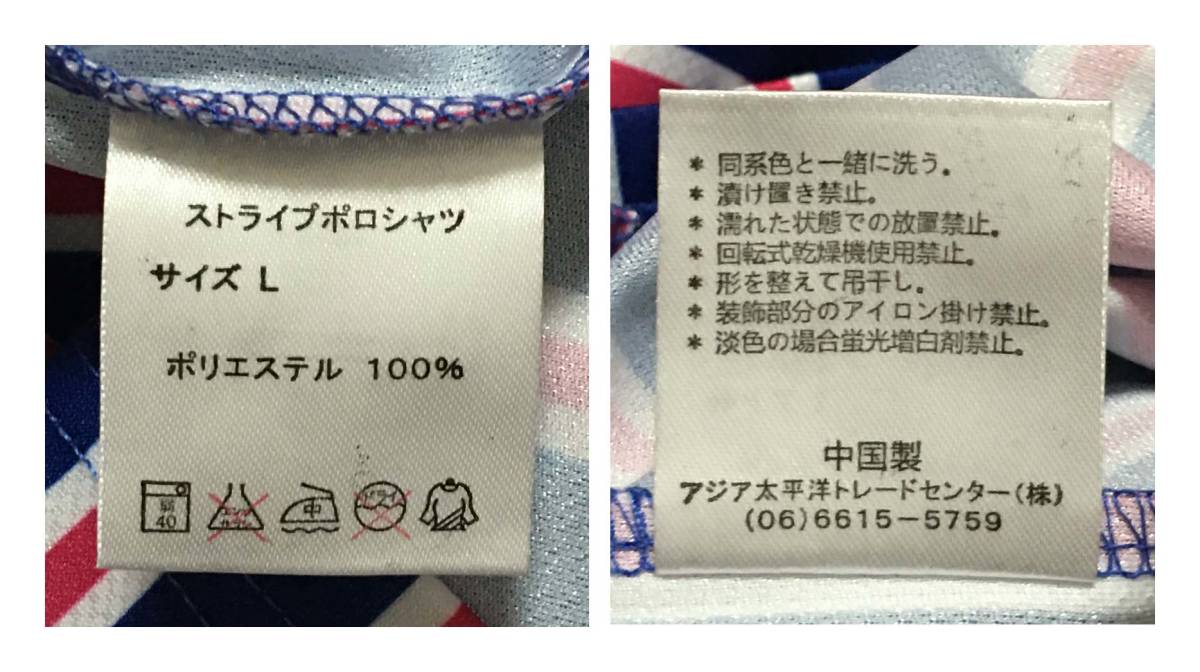 ストライプポロシャツ
サイズ L
ポリエステル 100%
弱
40
中
＊ 同系色と一緒に洗う。
＊ 漬け置き禁止。
＊ 濡れた状態での放置禁止。
＊ 回転式乾燥機使用禁止。
＊ 形を整えて吊干し。
＊ 装飾部分のアイロン掛け禁止。
＊ 淡色の場合蛍光増白剤禁止。
中国製
アジア太平洋トレードセンター(株)
(06)6615-5759